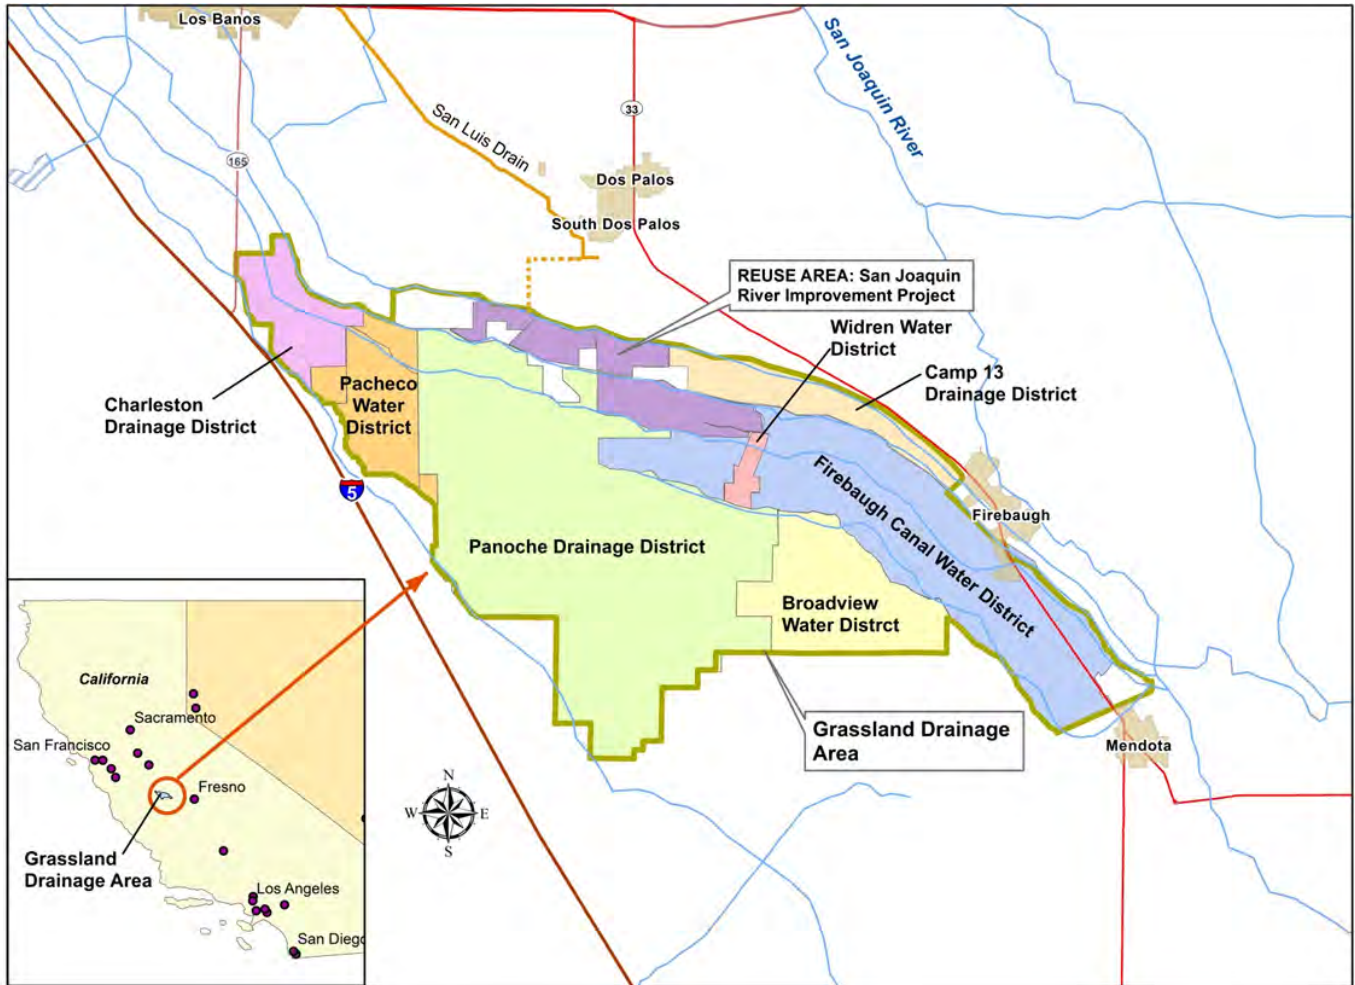 Los Banos
San Joaquin River
San Luis Drain
33
165
Dos Palos
South Dos Palos
REUSE AREA: San Joaquin
River Improvement Project
Widren Water
District
Camp 13
Drainage District
Charleston
Drainage District
Pacheco
Water
District
5
Firebaugh
Firebaugh Canal Water District
Panoche Drainage District
Broadview
Water Distrct
Grassland Drainage
Area
Mendota
N
W
E
S
California
Sacramento
San Francisco
Fresno
Grassland
Drainage Area
Los Angeles
San Diego